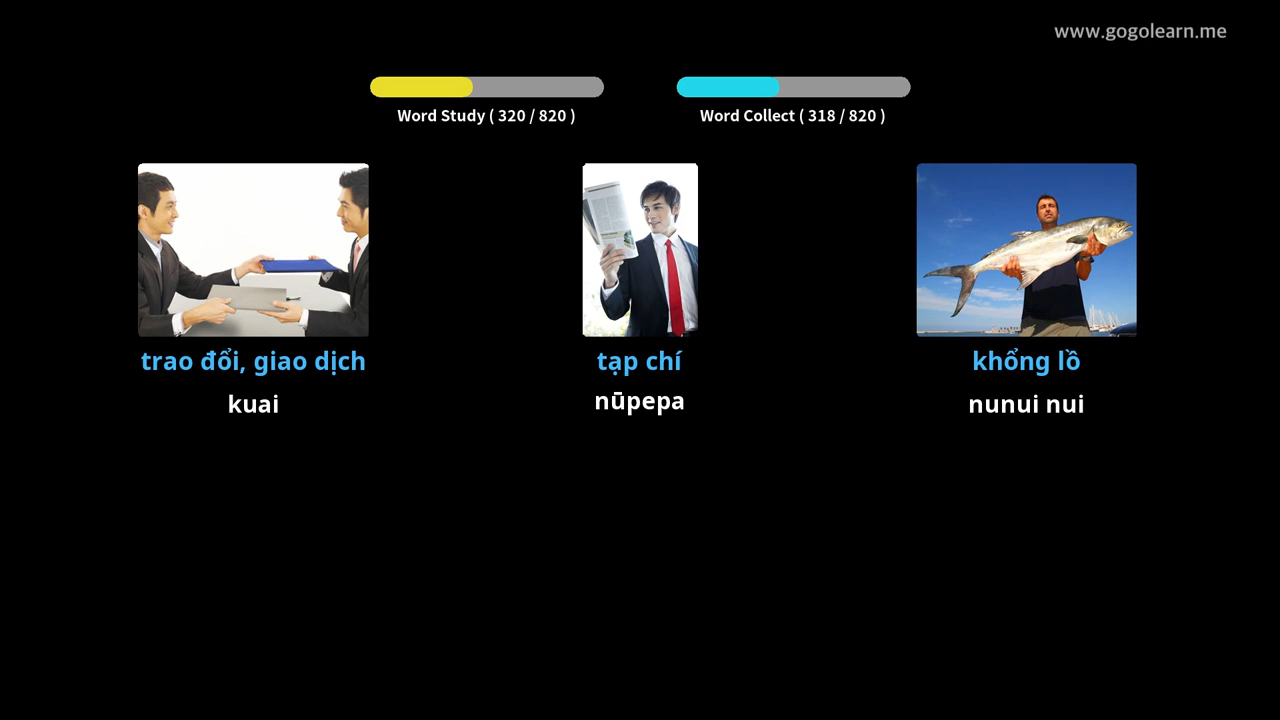 www.gogolearn.me
Word Study ( 320 / 820 )
Word Collect ( 318 / 820 )
trao đổi, giao dịch
kuai
tạp chí
nūpepa
khổng lồ
nunui nui